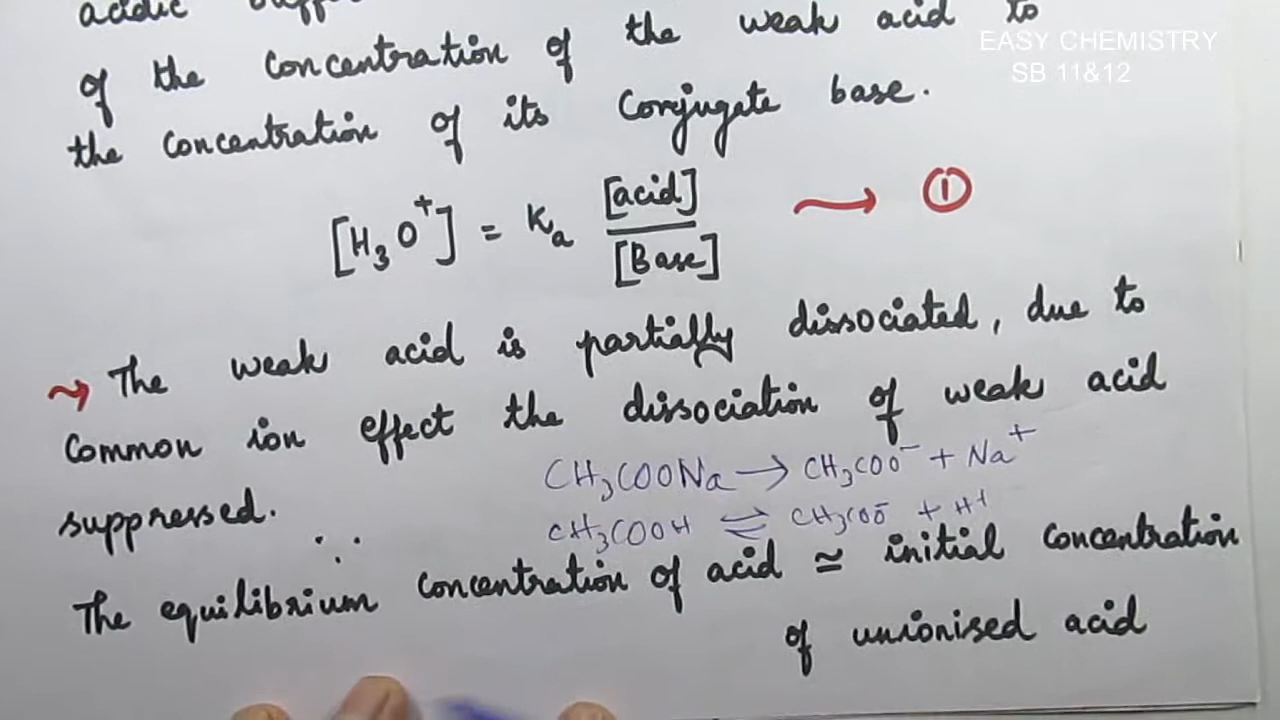 acidic buff
of the concentration of the weak acid to
EASY CHEMISTRY
SB 11&12
the concentration of its conjugate base.
[H₃O⁺] = Ka [acid] / [Base] → ①
→ The weak acid is partially dissociated, due to
Common ion effect the dissociation of weak acid
suppressed.
CH₃COONa → CH₃COO⁻ + Na⁺
CH₃COOH ⇌ CH₃COO⁻ + H⁺
∴
The equilibrium concentration of acid ≃ initial concentration
of unionised acid